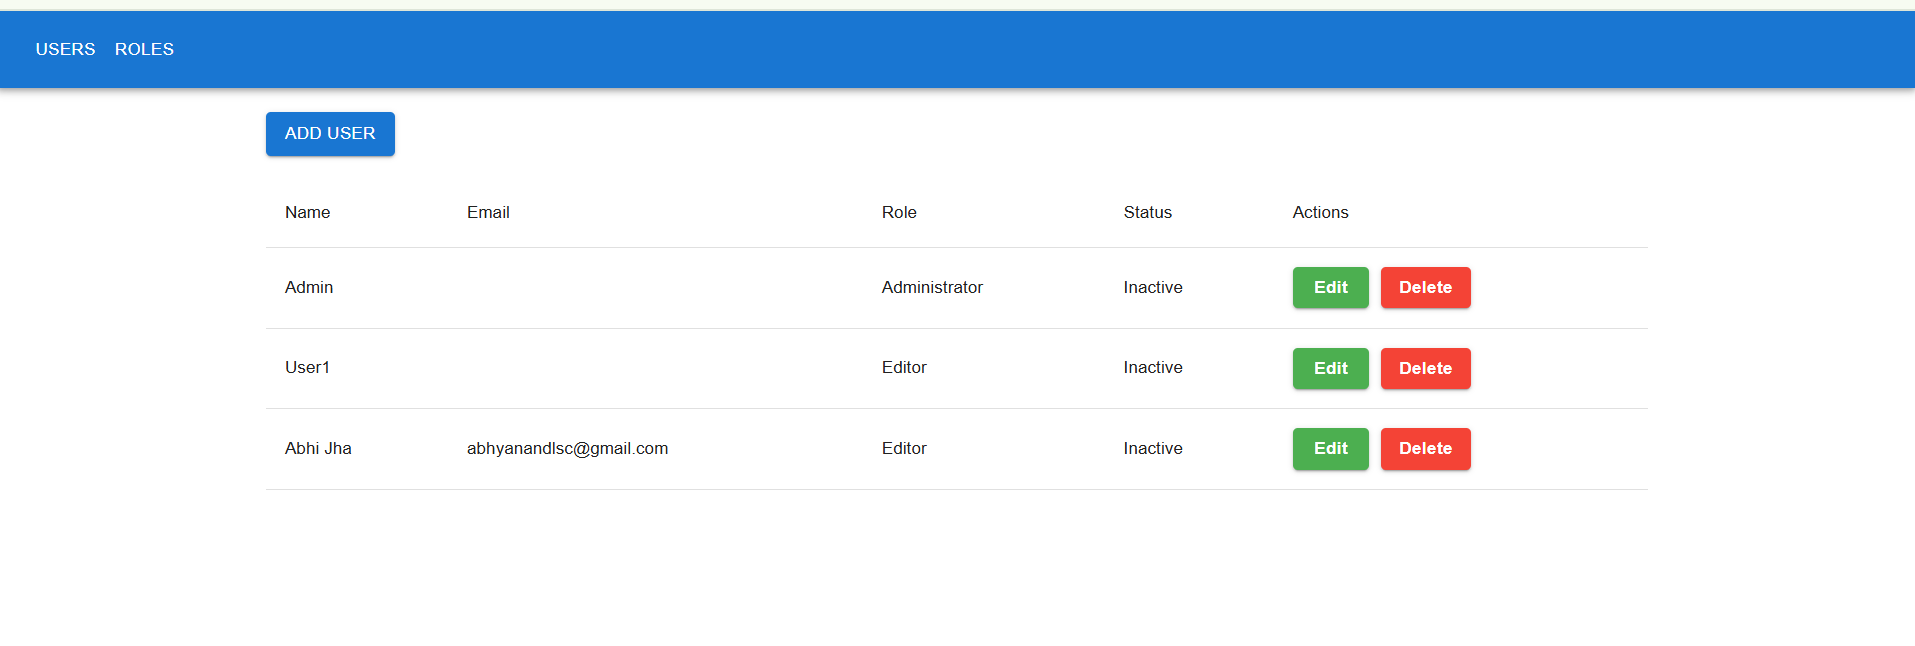 USERS ROLES
ADD USER
Name Email Role Status Actions
Admin Administrator Inactive Edit Delete
User1 Editor Inactive Edit Delete
Abhi Jha abhyanandlsc@gmail.com Editor Inactive Edit Delete